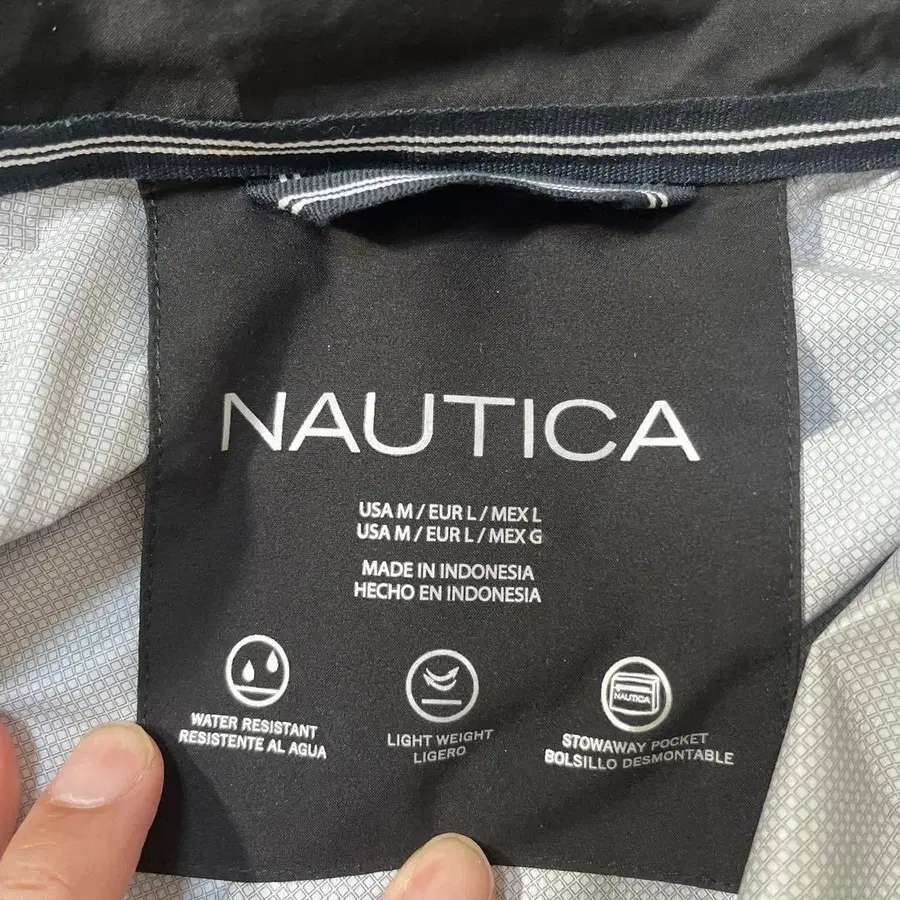 NAUTICA
USA M / EUR L / MEX L
USA M / EUR L / MEX G
MADE IN INDONESIA
HECHO EN INDONESIA
WATER RESISTANT
RESISTENTE AL AGUA
LIGHT WEIGHT
LIGERO
NAUTICA
STOWAWAY POCKET
BOLSILLO DESMONTABLE